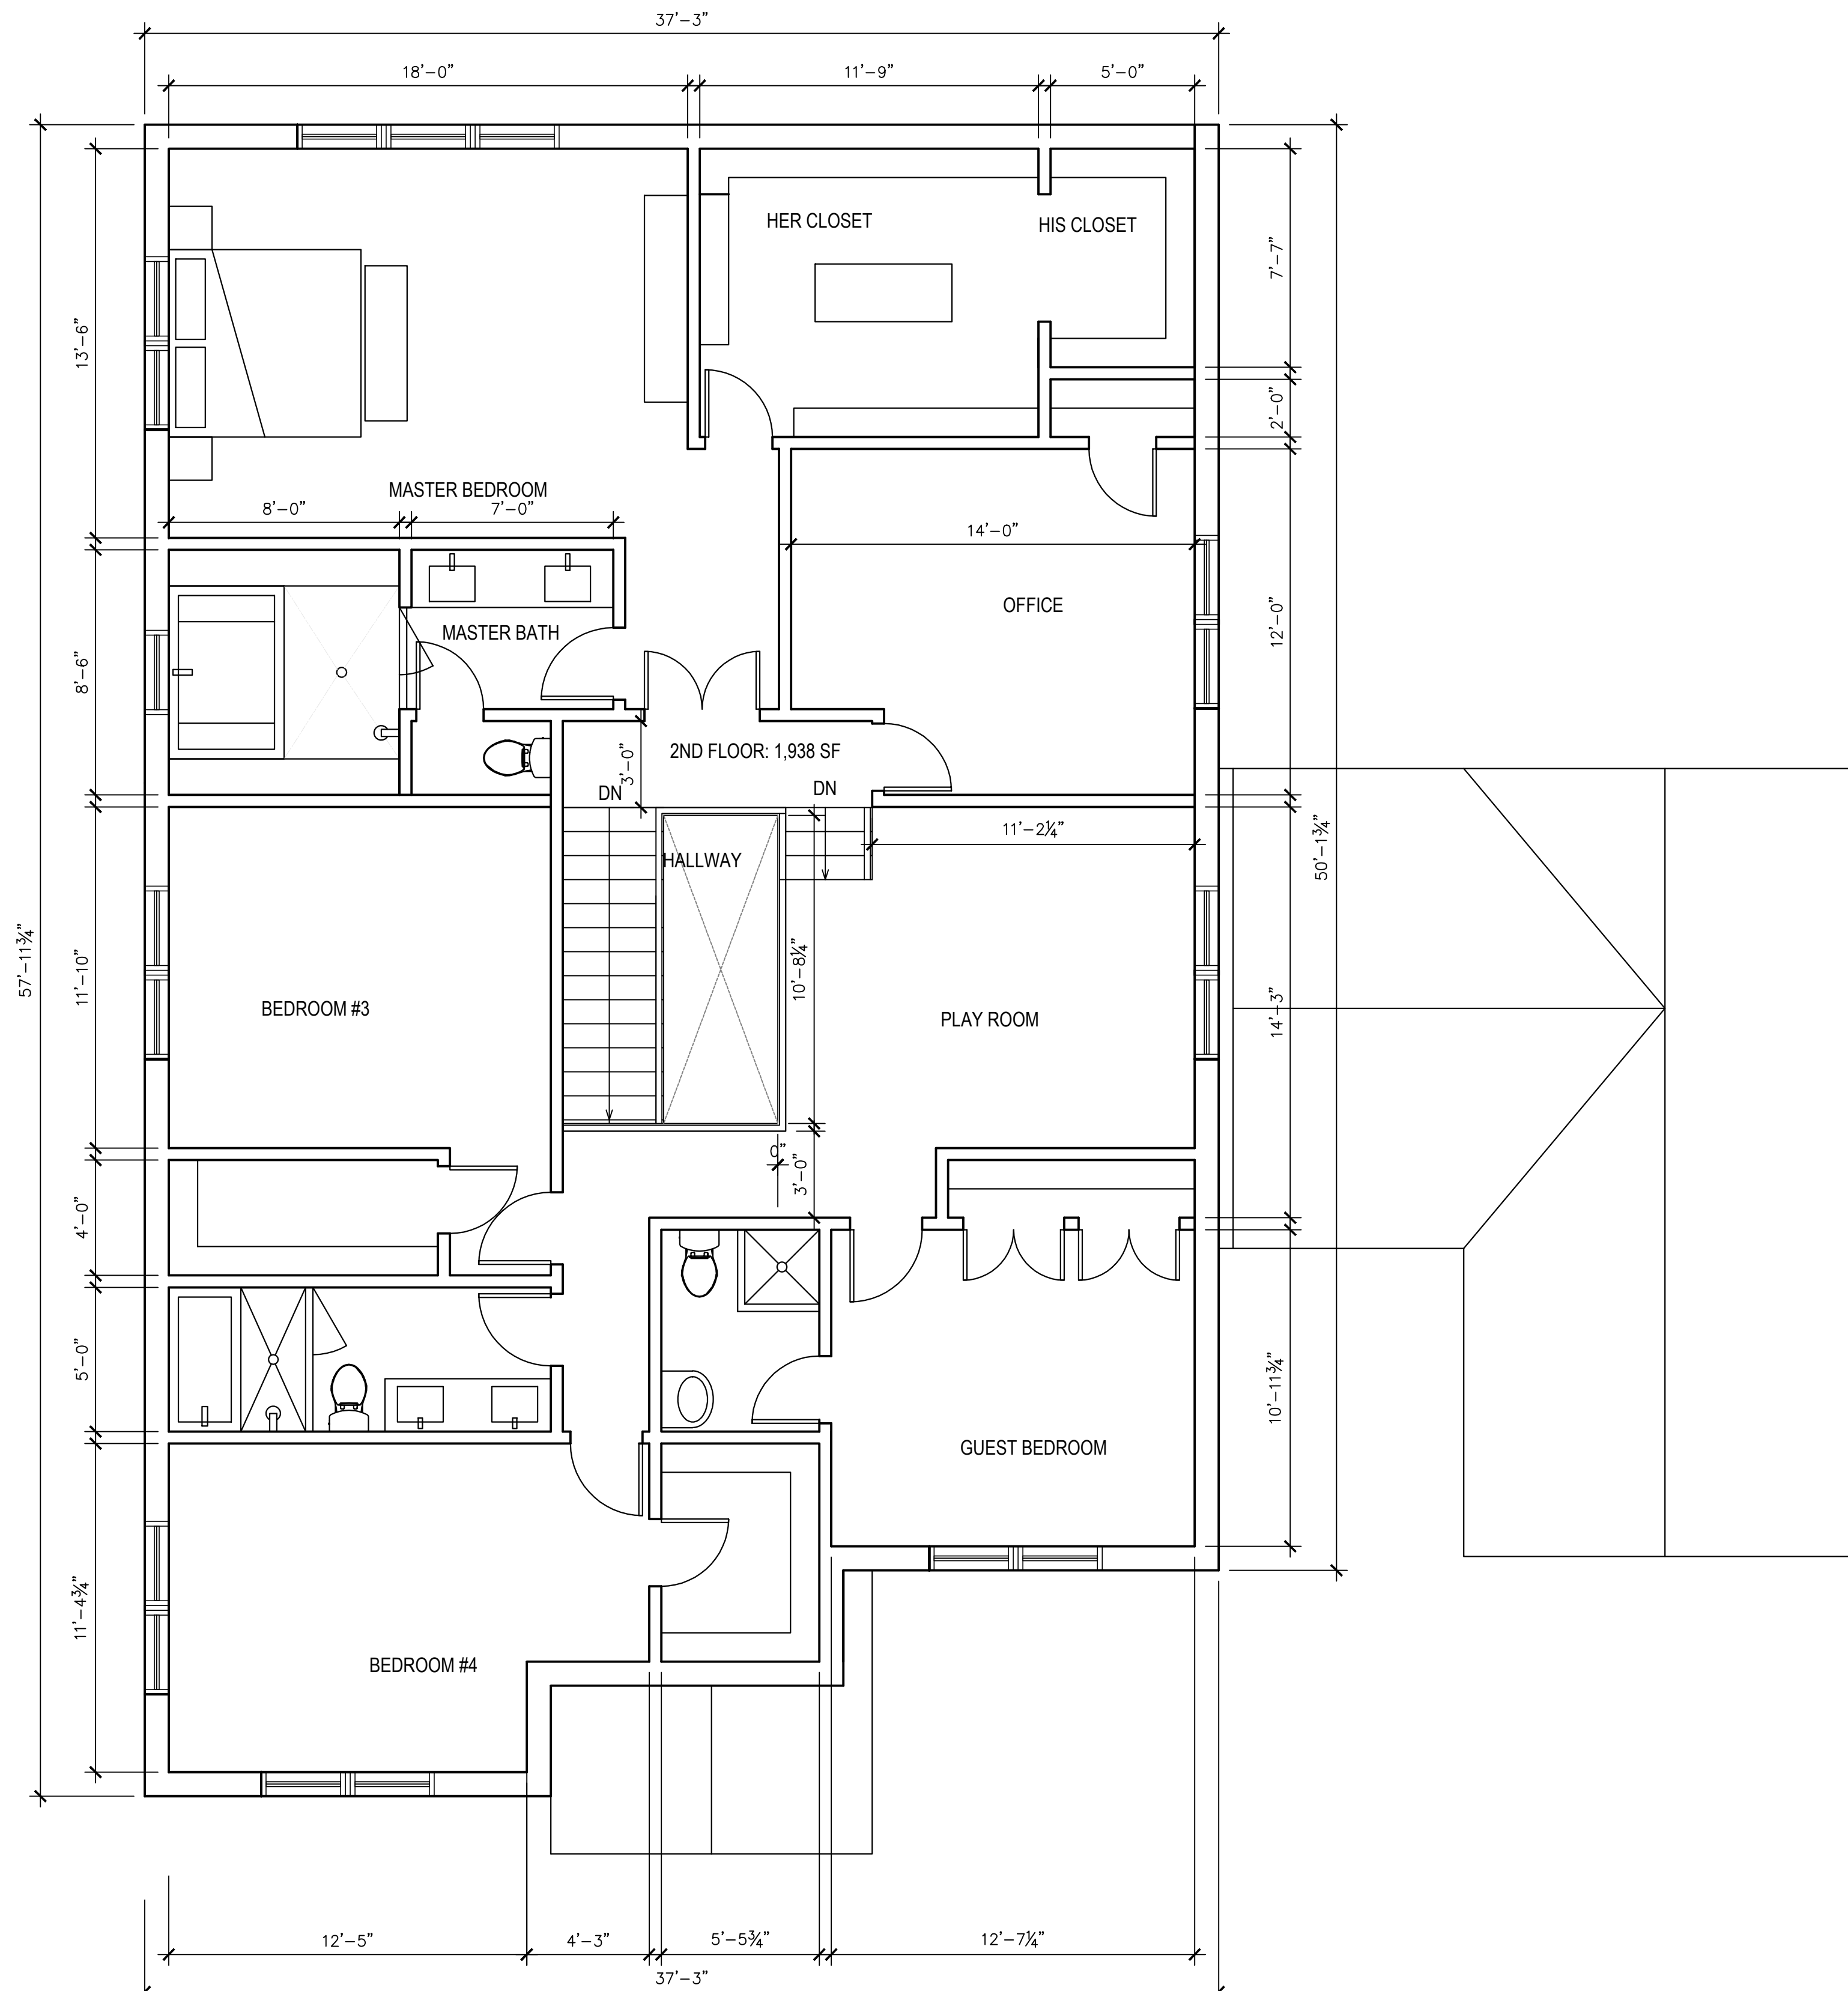 37'-3"
18'-0"
11'-9"
5'-0"
HER CLOSET
HIS CLOSET
7'-7"
13'-6"
2'-0"
MASTER BEDROOM
8'-0"
7'-0"
14'-0"
OFFICE
12'-0"
MASTER BATH
8'-6"
3'-0"
2ND FLOOR: 1,938 SF
DN
DN
11'-2¼"
50'-1¾"
HALLWAY
57'-11¾"
11'-10"
10'-8¼"
14'-3"
BEDROOM #3
PLAY ROOM
0"
3'-0"
4'-0"
5'-0"
10'-11¾"
GUEST BEDROOM
11'-4¾"
BEDROOM #4
12'-5"
4'-3"
5'-5¾"
12'-7¼"
37'-3"